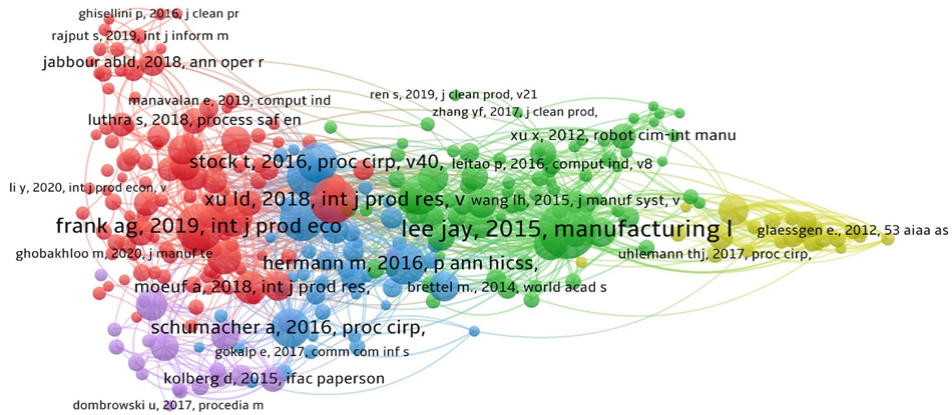 ghisellini p, 2016, j clean pr
rajput s, 2019, int j inform m
jabbour abld, 2018, ann oper r
ren s, 2019, j clean prod, v21
manavalan e, 2019, comput ind
zhang yf, 2017, j clean prod,
luthra s, 2018, process saf en
xu x, 2012, robot cim-int manu
stock t, 2016, proc cirp, v40,
leitao p, 2016, comput ind, v8
li y, 2020, int j prod econ, v
xu ld, 2018, int j prod res, v
wang lh, 2015, j manuf syst, v
frank ag, 2019, int j prod eco
lee jay, 2015, manufacturing l
glaessgen e., 2012, 53 aiaa as
ghobakhloo m, 2020, j manuf te
uhlemann thj, 2017, proc cirp,
hermann m, 2016, p ann hicss,
moeuf a, 2018, int j prod res,
brettel m., 2014, world acad s
schumacher a, 2016, proc cirp,
gokalp e, 2017, comm com inf s
kolberg d, 2015, ifac paperson
dombrowski u, 2017, procedia m